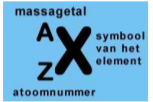 massagetal
A
X
symbool
van het
element
Z
atoomnummer